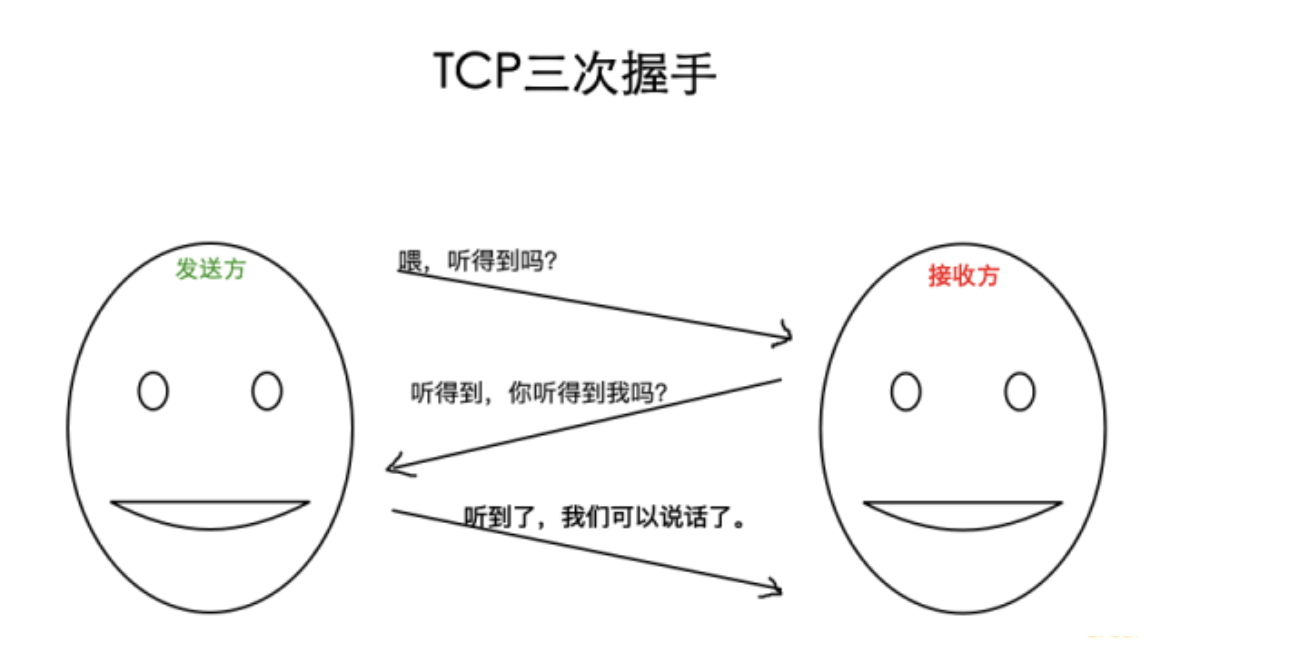 TCP三次握手
发送方
喂，听得到吗？
接收方
听得到，你听得到我吗？
听到了，我们可以说话了。